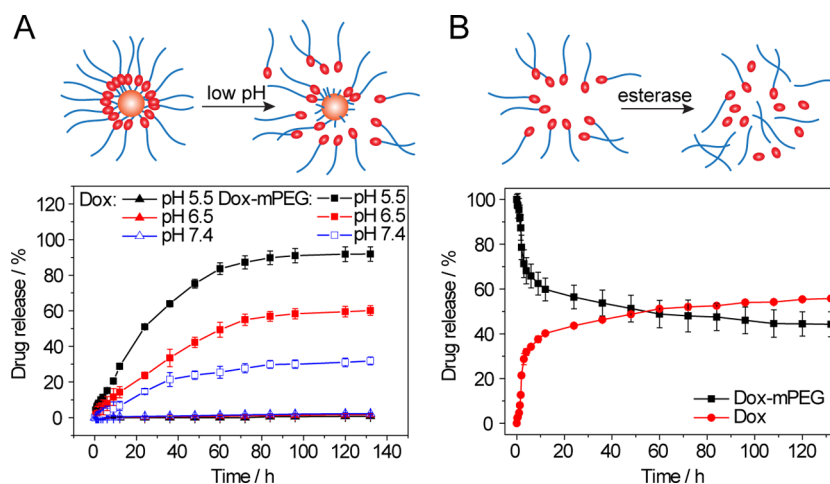 A
low pH
Dox:
pH 5.5
pH 6.5
pH 7.4
Dox-mPEG:
pH 5.5
pH 6.5
pH 7.4
Drug release / %
120
100
80
60
40
20
0
0 20 40 60 80 100 120 140
Time / h
B
esterase
Drug release / %
100
80
60
40
20
0
Dox-mPEG
Dox
0 20 40 60 80 100 120
Time / h